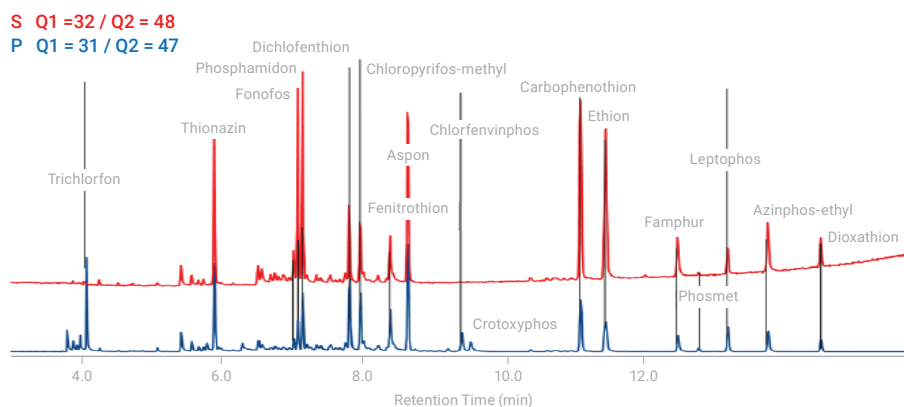 S Q1 =32 / Q2 = 48
P Q1 = 31 / Q2 = 47
Dichlofenthion
Phosphamidon
Chloropyrifos-methyl
Fonofos
Carbophenothion
Ethion
Thionazin
Chlorfenvinphos
Aspon
Leptophos
Trichlorfon
Fenitrothion
Azinphos-ethyl
Famphur
Dioxathion
Phosmet
Crotoxyphos
4.0 6.0 8.0 10.0 12.0
Retention Time (min)